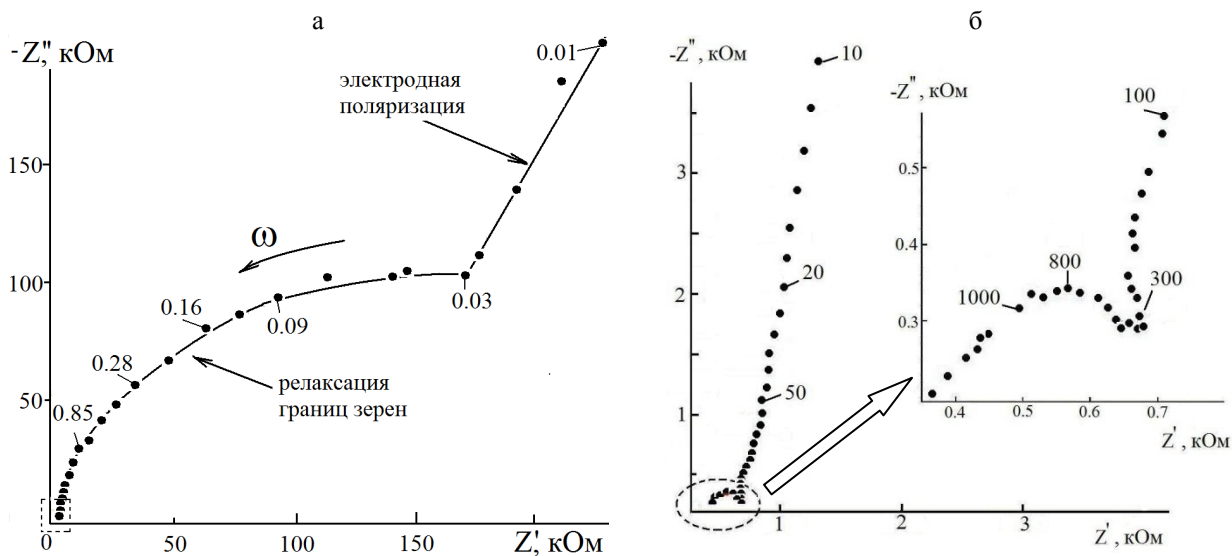 а
-Z'', кОм
0.01
электродная
поляризация
150
ω
100
0.03
0.16
0.09
0.28
релаксация
границ зерен
50
0.85
0
50
100
150
Z', кОм
б
-Z'', кОм
10
3
20
2
50
1
1
2
3
Z', кОм
-Z'', кОм
100
0.5
0.4
800
300
1000
0.3
0.4
0.5
0.6
0.7
Z', кОм